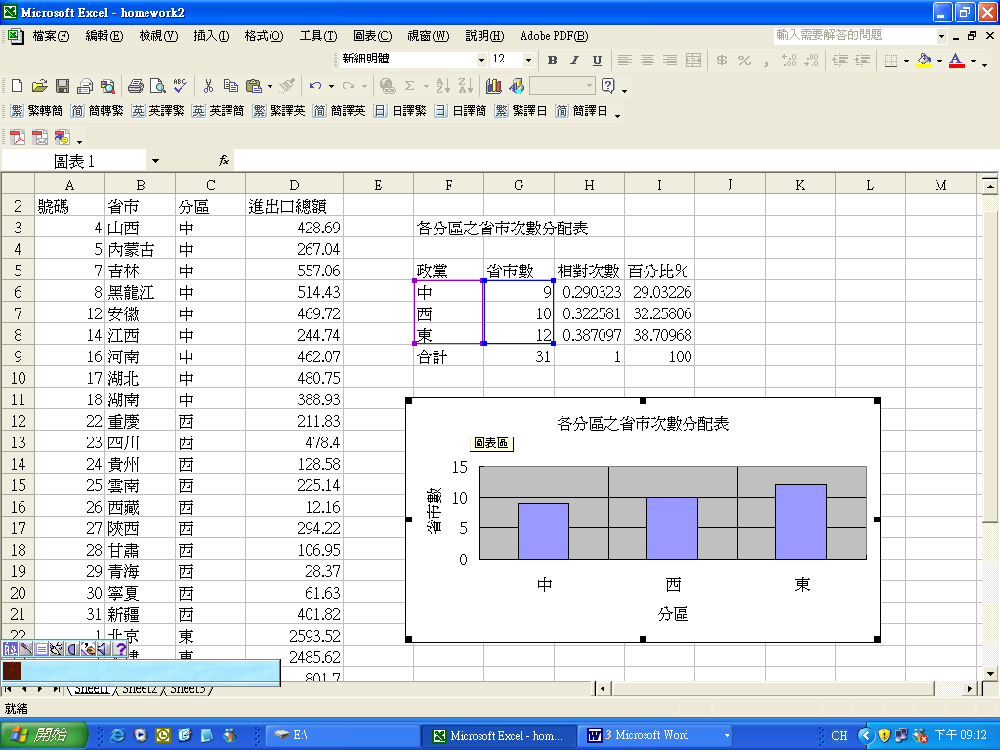 Microsoft Excel - homework2
檔案(F) 編輯(E) 檢視(V) 插入(I) 格式(O) 工具(T) 圖表(C) 視窗(W) 說明(H) Adobe PDF(B) 輸入需要解答的問題
新細明體 12 B I U $ %
繁 繁轉簡 簡 簡轉繁 英 英譯繁 英 英譯簡 繁 繁譯英 簡 簡譯英 日 日譯繁 日 日譯簡 繁 繁譯日 簡 簡譯日
圖表 1 fx
A B C D E F G H I J K L M
2 號碼 省市 分區 進出口總額
3 4 山西 中 428.69 各分區之省市次數分配表
4 5 內蒙古 中 267.04
5 7 吉林 中 557.06 政黨 省市數 相對次數 百分比%
6 8 黑龍江 中 514.43 中 9 0.290323 29.03226
7 12 安徽 中 469.72 西 10 0.322581 32.25806
8 14 江西 中 244.74 東 12 0.387097 38.70968
9 16 河南 中 462.07 合計 31 1 100
10 17 湖北 中 480.75
11 18 湖南 中 388.93
12 22 重慶 西 211.83
13 23 四川 西 478.4
14 24 貴州 西 128.58
15 25 雲南 西 225.14
16 26 西藏 西 12.16
17 27 陝西 西 294.22
18 28 甘肅 西 106.95
19 29 青海 西 28.37
20 30 寧夏 西 61.63
21 31 新疆 西 401.82
22 1 北京 東 2593.52
東 2485.62
801.7
各分區之省市次數分配表
圖表區
省市數
15
10
5
0
中 西 東
分區
Sheet1 Sheet2 Sheet3
就緒
開始 E:\ Microsoft Excel - hom... 3 Microsoft Word CH 下午 09:12